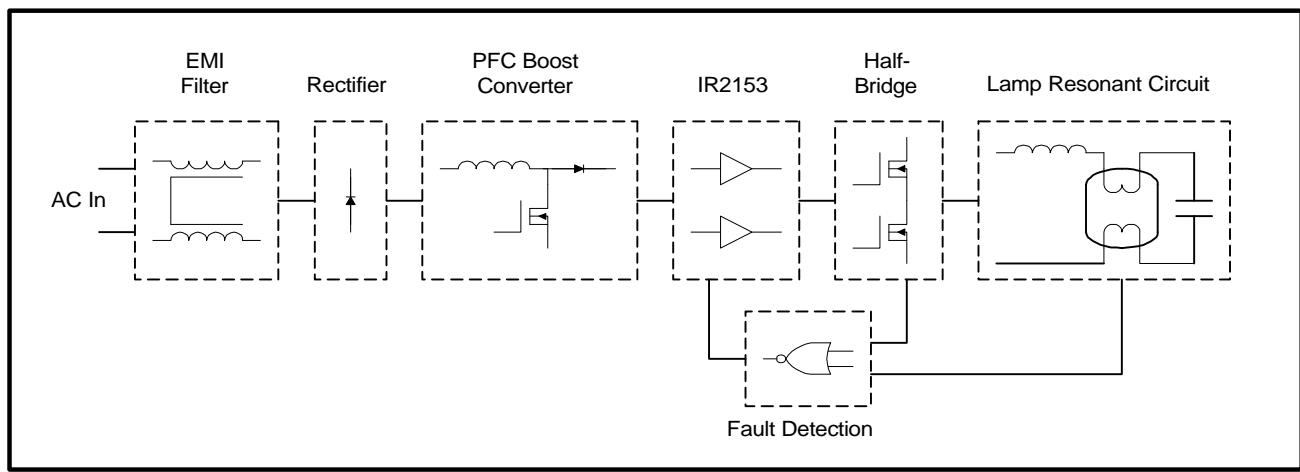 EMI
Filter
Rectifier
PFC Boost
Converter
IR2153
Half-
Bridge
Lamp Resonant Circuit
AC In
Fault Detection